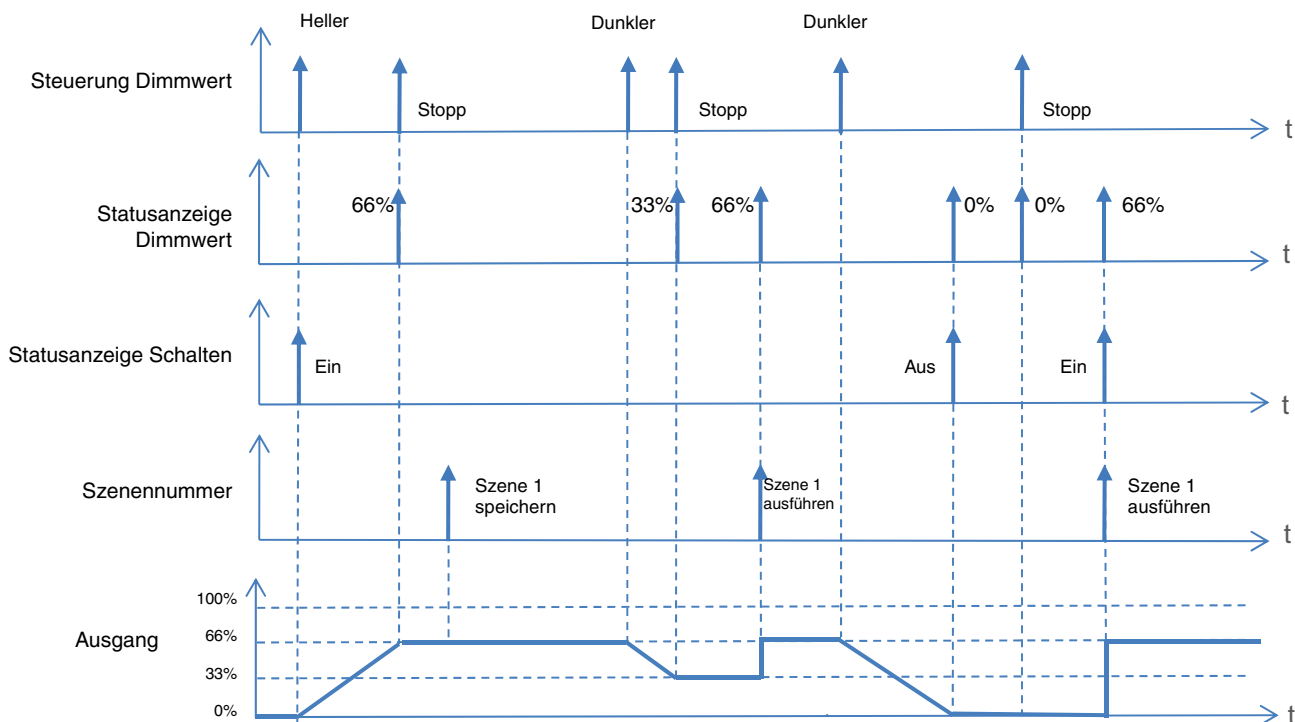 Heller
Dunkler
Dunkler
Steuerung Dimmwert
Stopp
Stopp
Stopp
t
Statusanzeige
Dimmwert
66%
33%
66%
0%
0%
66%
t
Statusanzeige Schalten
Ein
Aus
Ein
t
Szenennummer
Szene 1
speichern
Szene 1
ausführen
Szene 1
ausführen
t
Ausgang
100%
66%
33%
0%
t